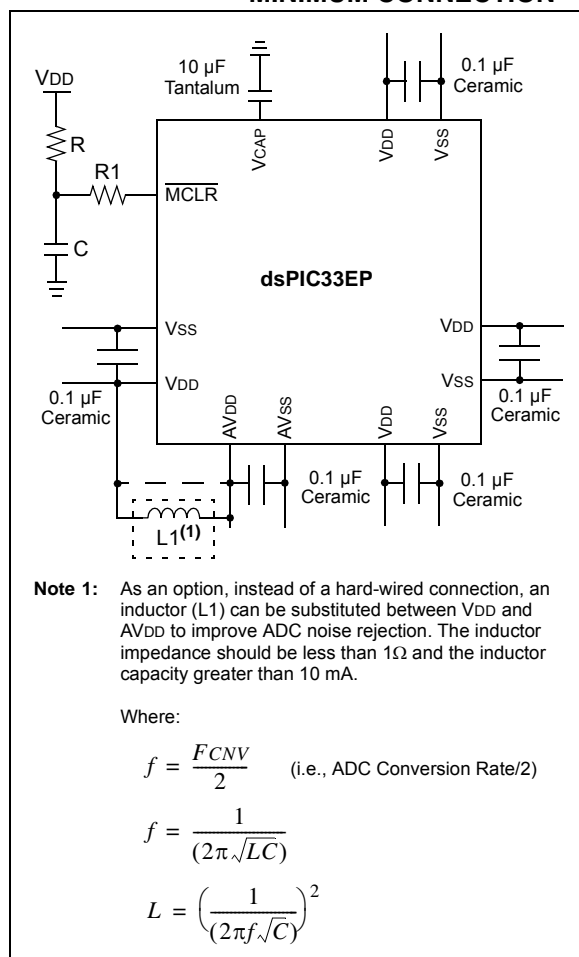 MINIMUM CONNECTION
10 µF
Tantalum
0.1 µF
Ceramic
VDD
R
R1
C
VCAP
VDD
VSS
MCLR
dsPIC33EP
VSS
VDD
0.1 µF
Ceramic
VDD
VSS
0.1 µF
Ceramic
AVDD
AVSS
VDD
VSS
0.1 µF
Ceramic
0.1 µF
Ceramic
L1(1)
Note 1: As an option, instead of a hard-wired connection, an
inductor (L1) can be substituted between VDD and
AVDD to improve ADC noise rejection. The inductor
impedance should be less than 1Ω and the inductor
capacity greater than 10 mA.
Where:
f = FCNV / 2 (i.e., ADC Conversion Rate/2)
f = 1 / (2π√LC)
L = (1 / (2πf√C))²